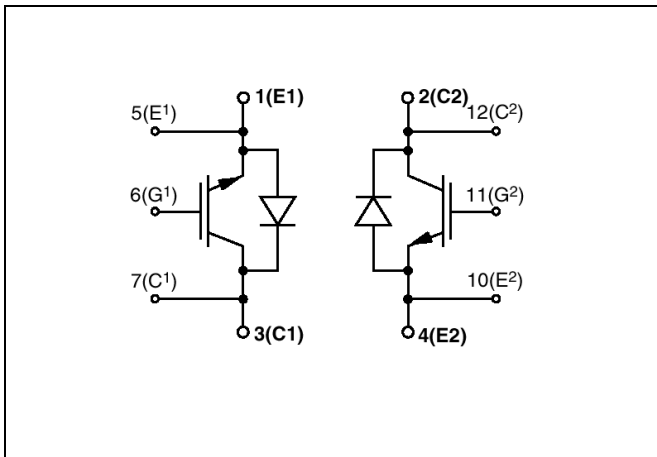 1(E1)
5(E¹)
6(G¹)
7(C¹)
3(C1)
2(C2)
12(C²)
11(G²)
10(E²)
4(E2)